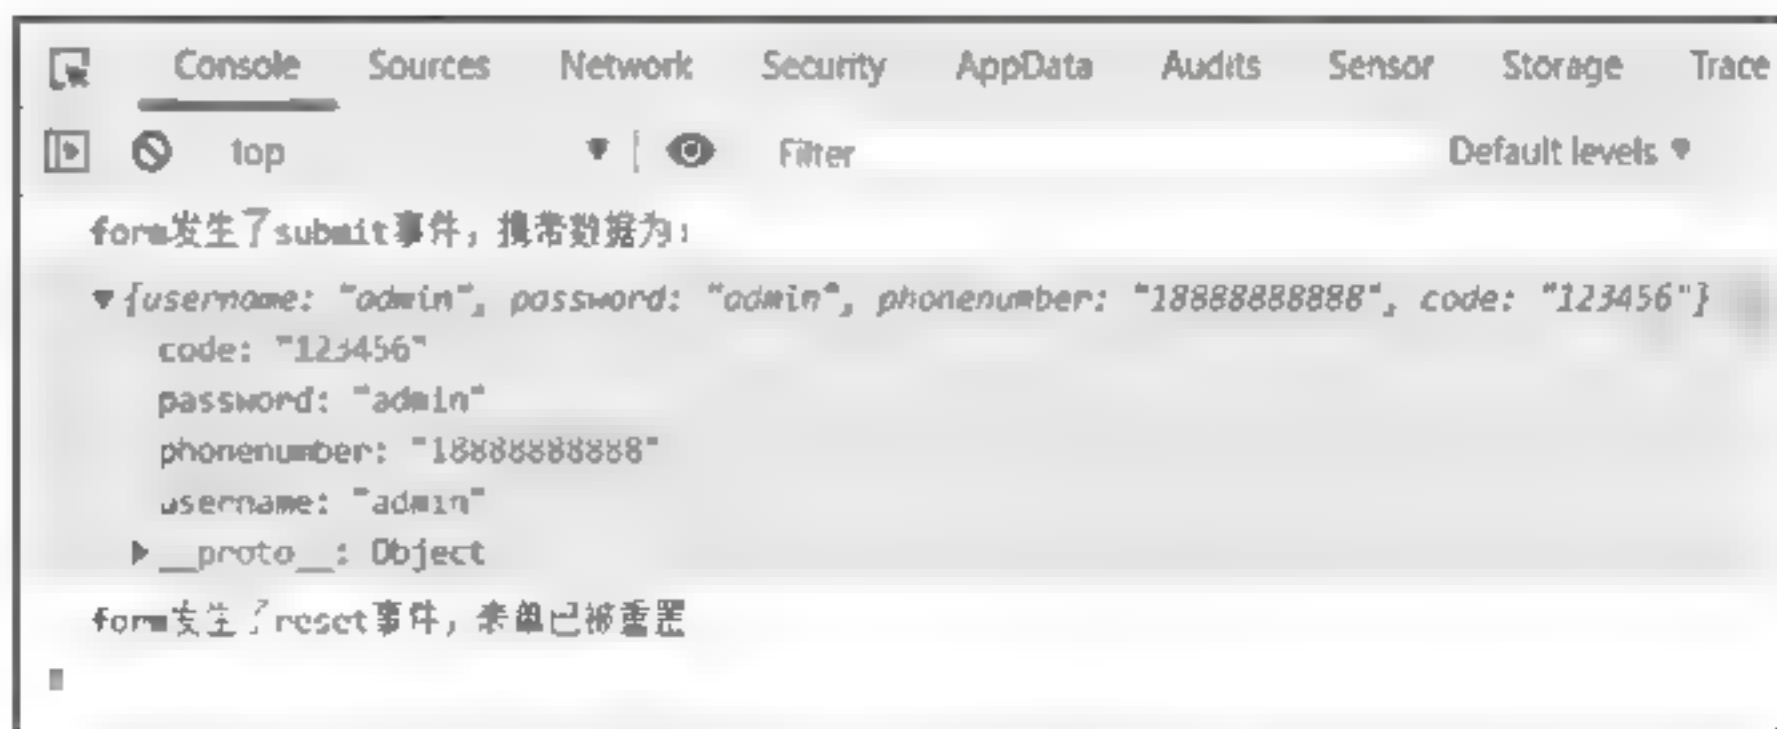 Console Sources Network Security AppData Audits Sensor Storage Trace
top Filter Default levels
form发生了submit事件，携带数据为：
{username: "admin", password: "admin", phonenumber: "18888888888", code: "123456"}
code: "123456"
password: "admin"
phonenumber: "18888888888"
username: "admin"
__proto__: Object
form发生了reset事件，表单已被重置